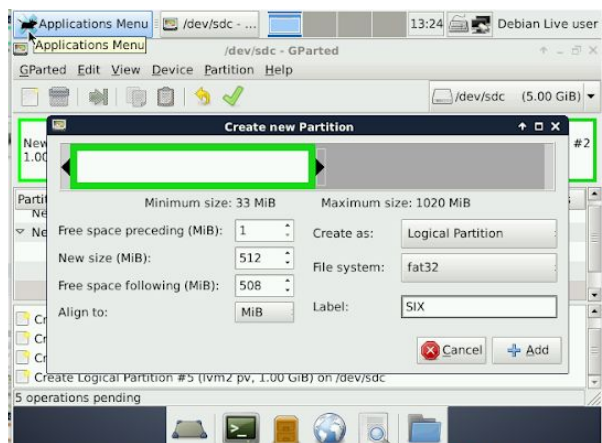 Applications Menu /dev/sdc - ... 13:24 Debian Live user
Applications Menu
/dev/sdc - GParted
GParted Edit View Device Partition Help
/dev/sdc (5.00 GiB)
Create new Partition
New #2
1.00
Minimum size: 33 MiB Maximum size: 1020 MiB
Partit
Ne
Free space preceding (MiB): 1 Create as: Logical Partition
Ne
New size (MiB): 512 File system: fat32
Free space following (MiB): 508
Align to: MiB Label: SIX
Cr
Cr
Cr
Cancel Add
Create Logical Partition #5 (lvm2 pv, 1.00 GiB) on /dev/sdc
5 operations pending